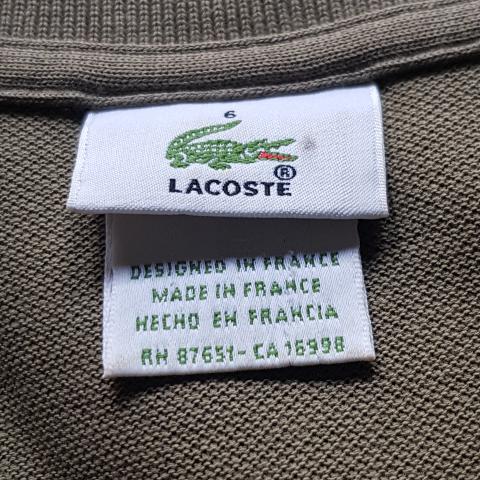 6
LACOSTE ®
DESIGNED IN FRANCE
MADE IN FRANCE
HECHO EN FRANCIA
RN 87651 - CA 16998